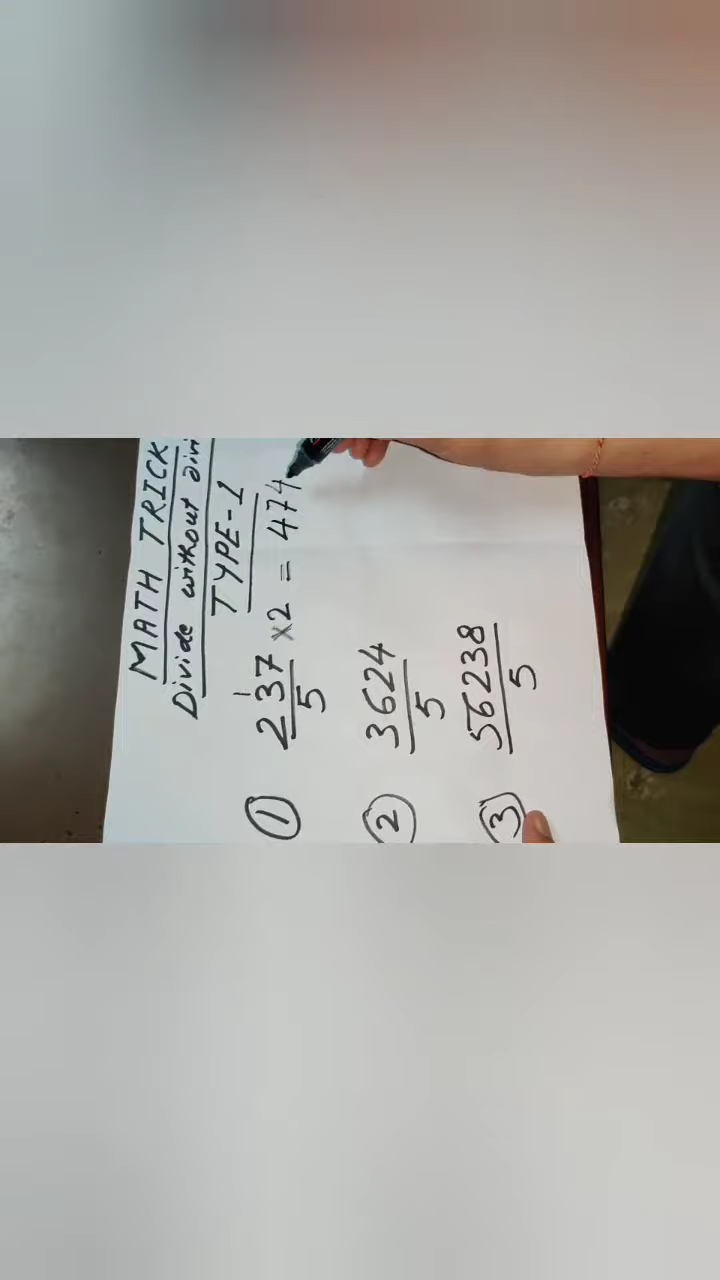 MATH TRICK
Divide without
TYPE-1
① 237/5 × 2 = 474
② 3624/5
③ 56238/5